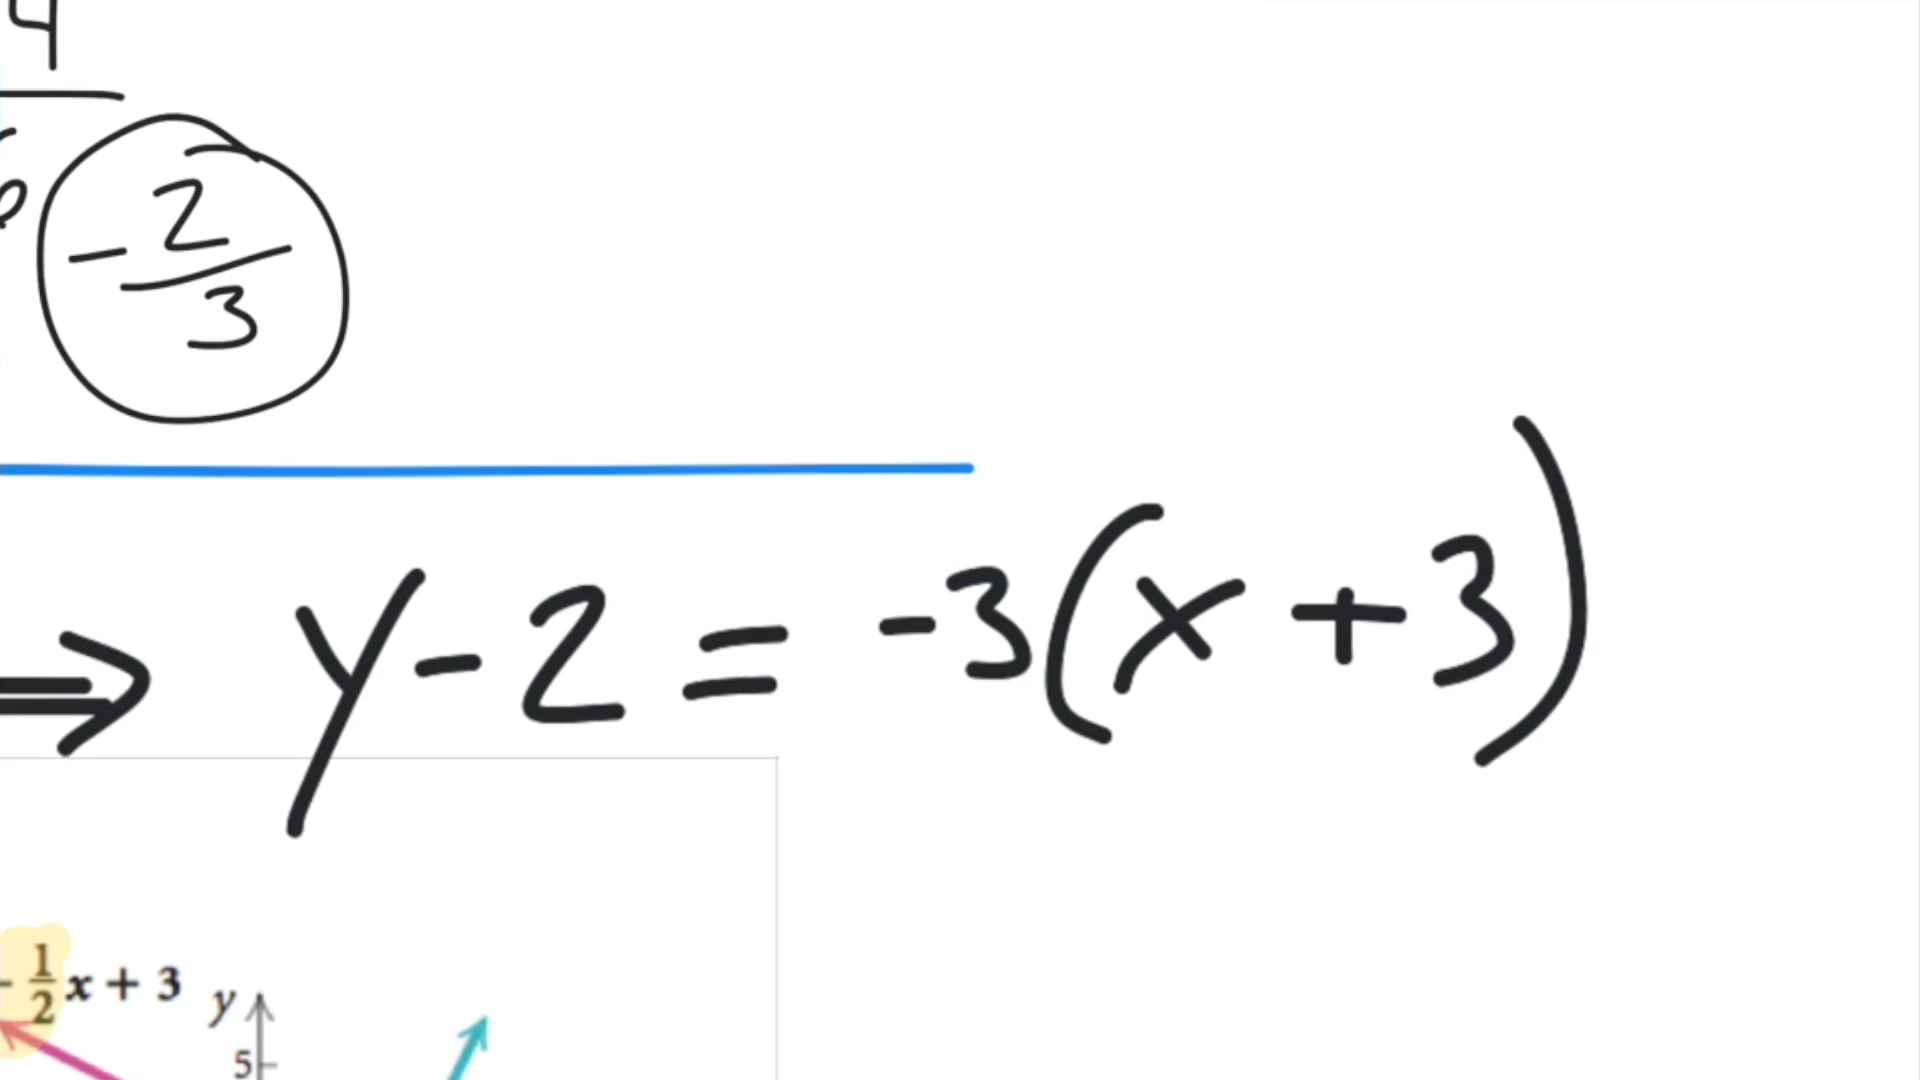 4
- 2/3
⇒ y - 2 = -3(x + 3)
- 1/2 x + 3
y
5